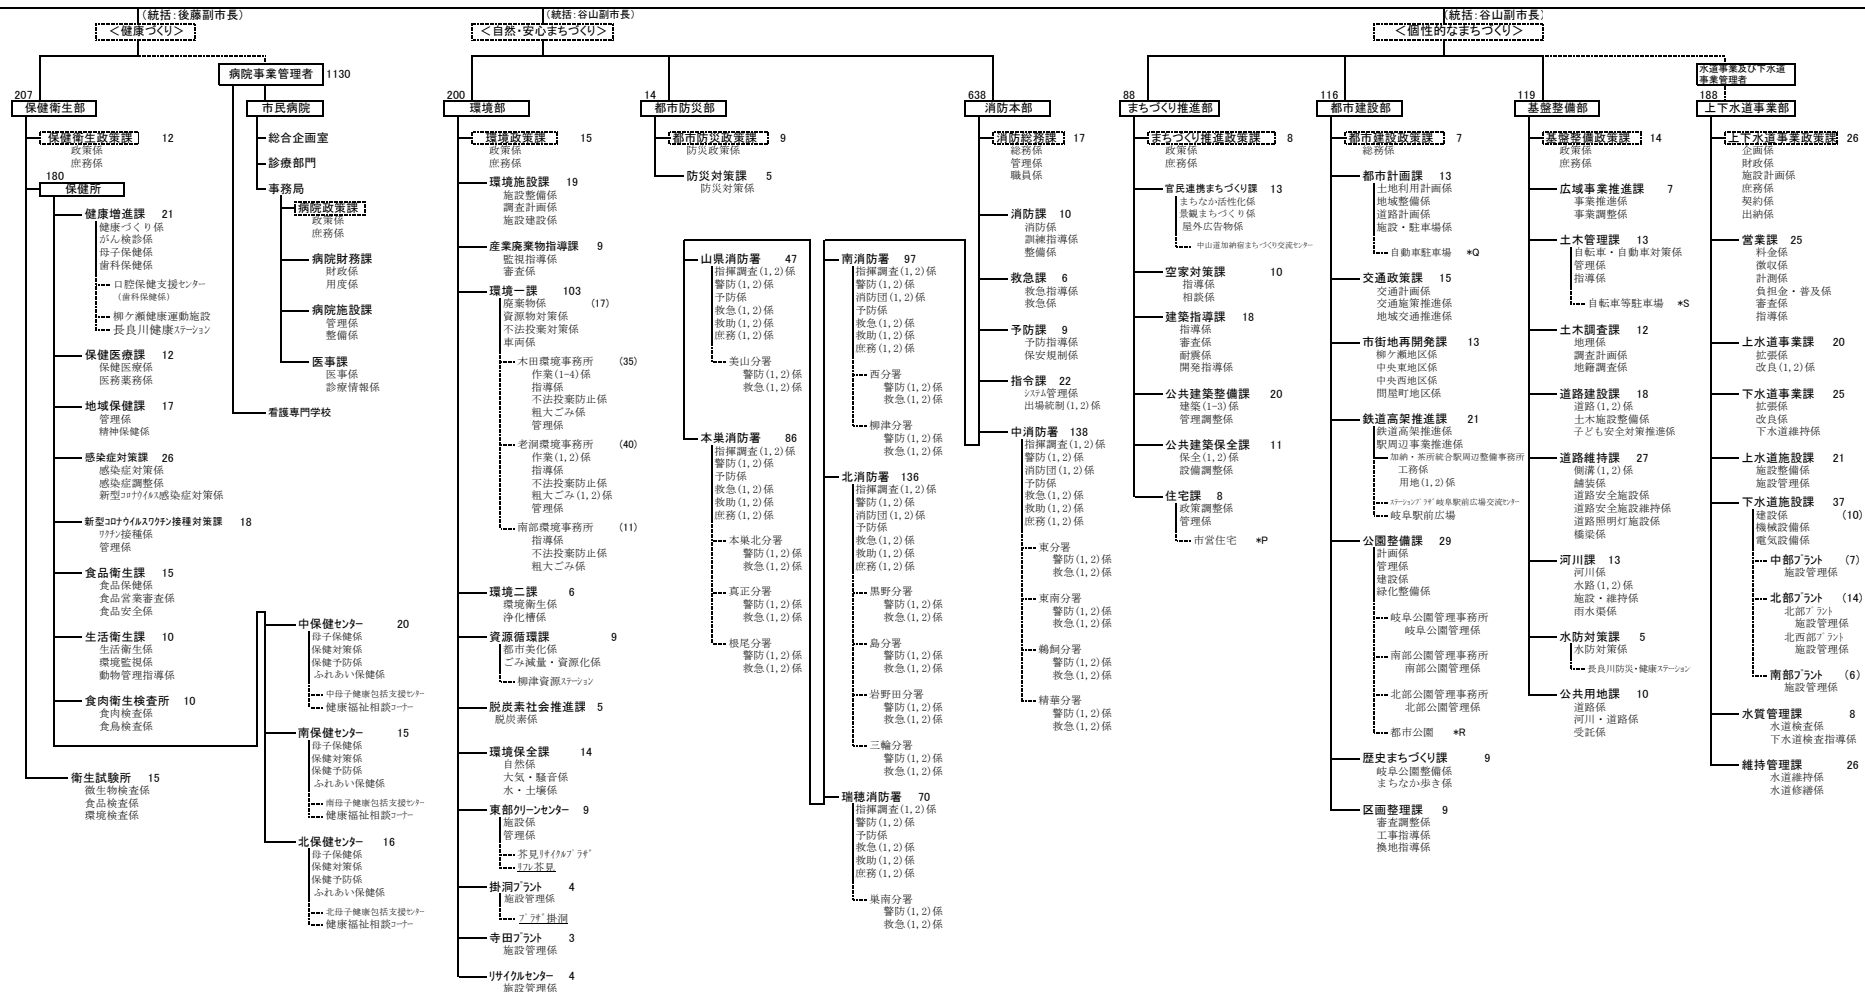 (統括:後藤副市長)
<健康づくり>
病院事業管理者 1130
207
保健衛生部
保健衛生政策課 12
政策係
庶務係
180
保健所
健康増進課 21
健康づくり係
がん検診係
母子保健係
歯科保健係
口腔保健支援センター
(歯科保健係)
柳ケ瀬健康運動施設
長良川健康ステーション
保健医療課 12
保健医療係
医務薬務係
地域保健課 17
管理係
精神保健係
感染症対策課 26
感染症対策係
感染症調整係
新型コロナウイルス感染症対策係
新型コロナウイルスワクチン接種対策課 18
ワクチン接種係
管理係
食品衛生課 15
食品保健係
食品営業審査係
食品安全係
生活衛生課 10
生活衛生係
環境監視係
動物管理指導係
食肉衛生検査所 10
食肉検査係
食鳥検査係
衛生試験所 15
微生物検査係
食品検査係
環境検査係
市民病院
総合企画室
診療部門
事務局
病院政策課
政策係
庶務係
病院財務課
財政係
用度係
病院施設課
管理係
整備係
医事課
医事係
診療情報係
看護専門学校
中保健センター 20
母子保健係
保健対策係
保健予防係
ふれあい保健係
中母子健康包括支援センター
健康福祉相談コーナー
南保健センター 15
母子保健係
保健対策係
保健予防係
ふれあい保健係
南母子健康包括支援センター
健康福祉相談コーナー
北保健センター 16
母子保健係
保健対策係
保健予防係
ふれあい保健係
北母子健康包括支援センター
健康福祉相談コーナー
(統括:谷山副市長)
<自然・安心まちづくり>
200
環境部
環境政策課 15
政策係
庶務係
環境施設課 19
施設整備係
調査計画係
施設建設係
産業廃棄物指導課 9
監視指導係
審査係
環境一課 103
廃棄物係 (17)
資源物対策係
不法投棄対策係
車両係
木田環境事務所 (35)
作業(1-4)係
指導係
不法投棄防止係
粗大ごみ係
管理係
老洞環境事務所 (40)
作業(1,2)係
指導係
不法投棄防止係
粗大ごみ(1,2)係
管理係
南部環境事務所 (11)
指導係
不法投棄防止係
粗大ごみ係
環境二課 6
環境衛生係
浄化槽係
資源循環課 9
都市美化係
ごみ減量・資源化係
柳津資源ステーション
脱炭素社会推進課 5
脱炭素係
環境保全課 14
自然係
大気・騒音係
水・土壌係
東部クリーンセンター 9
施設係
管理係
芥見リサイクルプラザ
リフレ芥見
掛洞プラント 4
施設管理係
プラザ掛洞
寺田プラント 3
施設管理係
リサイクルセンター 4
施設管理係
14
都市防災部
都市防災政策課 9
防災政策係
防災対策課 5
防災対策係
638
消防本部
消防総務課 17
総務係
管理係
職員係
消防課 10
消防係
訓練指導係
整備係
救急課 6
救急指導係
救急係
予防課 9
予防指導係
保安規制係
指令課 22
システム管理係
出場統制(1,2)係
中消防署 138
指揮調査(1,2)係
警防(1,2)係
消防団(1,2)係
予防係
救急(1,2)係
救助(1,2)係
庶務(1,2)係
東分署
警防(1,2)係
救急(1,2)係
東南分署
警防(1,2)係
救急(1,2)係
鵜飼分署
警防(1,2)係
救急(1,2)係
精華分署
警防(1,2)係
救急(1,2)係
山県消防署 47
指揮調査(1,2)係
警防(1,2)係
予防係
救急(1,2)係
救助(1,2)係
庶務(1,2)係
美山分署
警防(1,2)係
救急(1,2)係
本巣消防署 86
指揮調査(1,2)係
警防(1,2)係
予防係
救急(1,2)係
救助(1,2)係
庶務(1,2)係
本巣北分署
警防(1,2)係
救急(1,2)係
真正分署
警防(1,2)係
救急(1,2)係
根尾分署
警防(1,2)係
救急(1,2)係
南消防署 97
指揮調査(1,2)係
警防(1,2)係
消防団(1,2)係
予防係
救急(1,2)係
救助(1,2)係
庶務(1,2)係
西分署
警防(1,2)係
救急(1,2)係
柳津分署
警防(1,2)係
救急(1,2)係
北消防署 136
指揮調査(1,2)係
警防(1,2)係
消防団(1,2)係
予防係
救急(1,2)係
救助(1,2)係
庶務(1,2)係
黒野分署
警防(1,2)係
救急(1,2)係
島分署
警防(1,2)係
救急(1,2)係
岩野田分署
警防(1,2)係
救急(1,2)係
三輪分署
警防(1,2)係
救急(1,2)係
瑞穂消防署 70
指揮調査(1,2)係
警防(1,2)係
予防係
救急(1,2)係
救助(1,2)係
庶務(1,2)係
巣南分署
警防(1,2)係
救急(1,2)係
(統括:谷山副市長)
<個性的なまちづくり>
88
まちづくり推進部
まちづくり推進政策課 8
政策係
庶務係
官民連携まちづくり課 13
まちなか活性化係
景観まちづくり係
屋外広告物係
中山道加納宿まちづくり交流センター
空家対策課 10
指導係
相談係
建築指導課 18
指導係
審査係
耐震係
開発指導係
公共建築整備課 20
建築(1-3)係
管理調整係
公共建築保全課 11
保全(1,2)係
設備調整係
住宅課 8
政策調整係
管理係
市営住宅 *P
116
都市建設部
都市建設政策課 7
総務係
都市計画課 13
土地利用計画係
地域整備係
道路計画係
施設・駐車場係
自動車駐車場 *Q
交通政策課 15
交通計画係
交通施策推進係
地域交通推進係
市街地再開発課 13
柳ケ瀬地区係
中央東地区係
中央西地区係
問屋町地区係
鉄道高架推進課 21
鉄道高架推進係
駅周辺事業推進係
加納・茶所統合駅周辺整備事務所
工務係
用地(1,2)係
ステーションプラザ岐阜駅前広場交流センター
岐阜駅前広場
公園整備課 29
計画係
管理係
建設係
緑化整備係
岐阜公園管理事務所
岐阜公園管理係
南部公園管理事務所
南部公園管理係
北部公園管理事務所
北部公園管理係
都市公園 *R
歴史まちづくり課 9
岐阜公園整備係
まちなか歩き係
区画整理課 9
審査調整係
工事指導係
換地指導係
119
基盤整備部
基盤整備政策課 14
政策係
庶務係
広域事業推進課 7
事業推進係
事業調整係
土木管理課 13
自転車・自動車対策係
管理係
指導係
自転車等駐車場 *S
土木調査課 12
地理係
調査計画係
地籍調査係
道路建設課 18
道路(1,2)係
土木施設整備係
子ども安全対策推進係
道路維持課 27
側溝(1,2)係
舗装係
道路安全施設係
道路安全施設維持係
道路照明灯施設係
橋梁係
河川課 13
河川係
水路(1,2)係
施設・維持係
雨水渠係
水防対策課 5
水防対策係
長良川防災・健康ステーション
公共用地課 10
道路係
河川・道路係
受託係
水道事業及び下水道
事業管理者
188
上下水道事業部
上下水道事業政策課 26
企画係
財政係
施設計画係
庶務係
契約係
出納係
営業課 25
料金係
徴収係
計測係
負担金・普及係
審査係
指導係
上水道事業課 20
拡張係
改良(1,2)係
下水道事業課 25
拡張係
改良係
下水道維持係
上水道施設課 21
施設整備係
施設管理係
下水道施設課 37
建設係 (10)
機械設備係
電気設備係
中部プラント (7)
施設管理係
北部プラント (14)
北部プラント
施設管理係
北西部プラント
施設管理係
南部プラント (6)
施設管理係
水質管理課 8
水道検査係
下水道検査指導係
維持管理課 26
水道維持係
水道修繕係